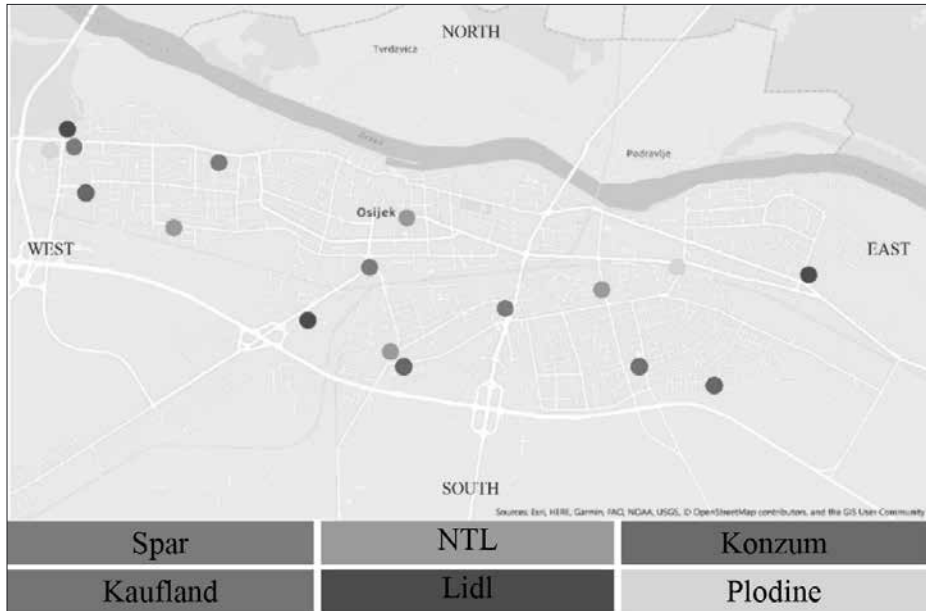 NORTH
Tvrđavica
Drava
Podravlje
Osijek
WEST
EAST
SOUTH
Sources: Esri, HERE, Garmin, FAO, NOAA, USGS, © OpenStreetMap contributors, and the GIS User Community
Spar
NTL
Konzum
Kaufland
Lidl
Plodine